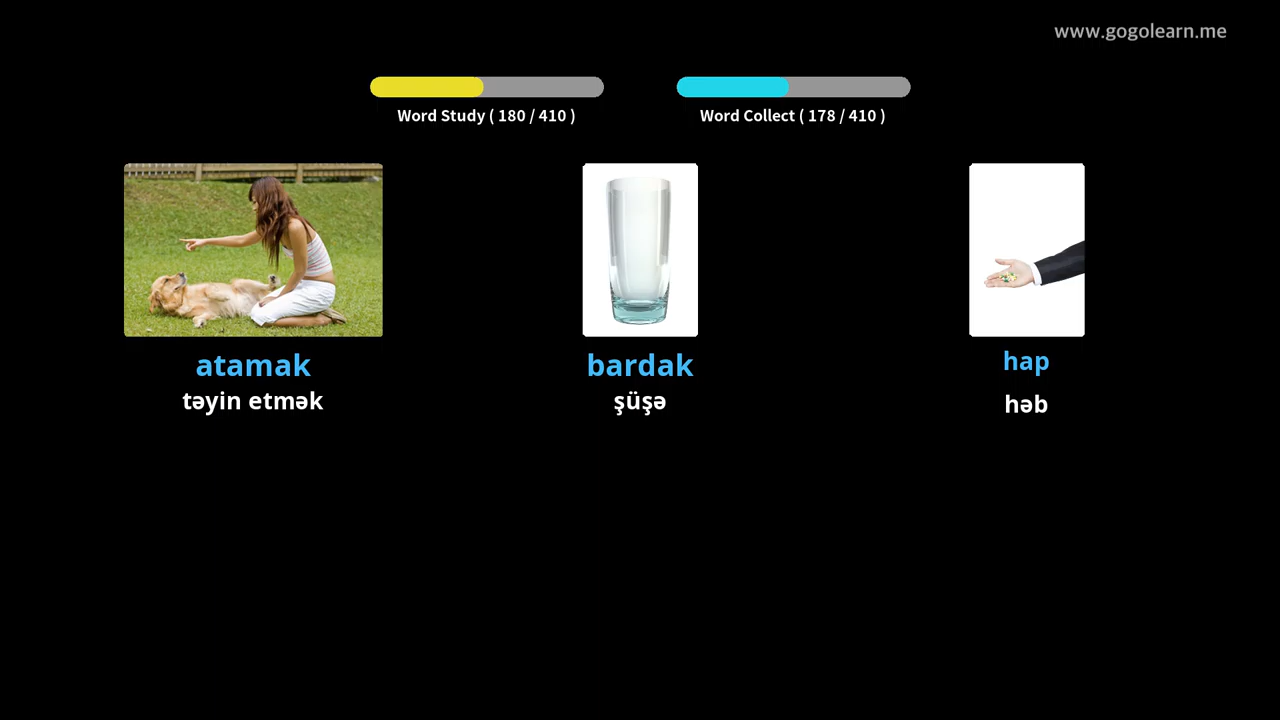 www.gogolearn.me
Word Study ( 180 / 410 )
Word Collect ( 178 / 410 )
atamak
təyin etmək
bardak
şüşə
hap
həb